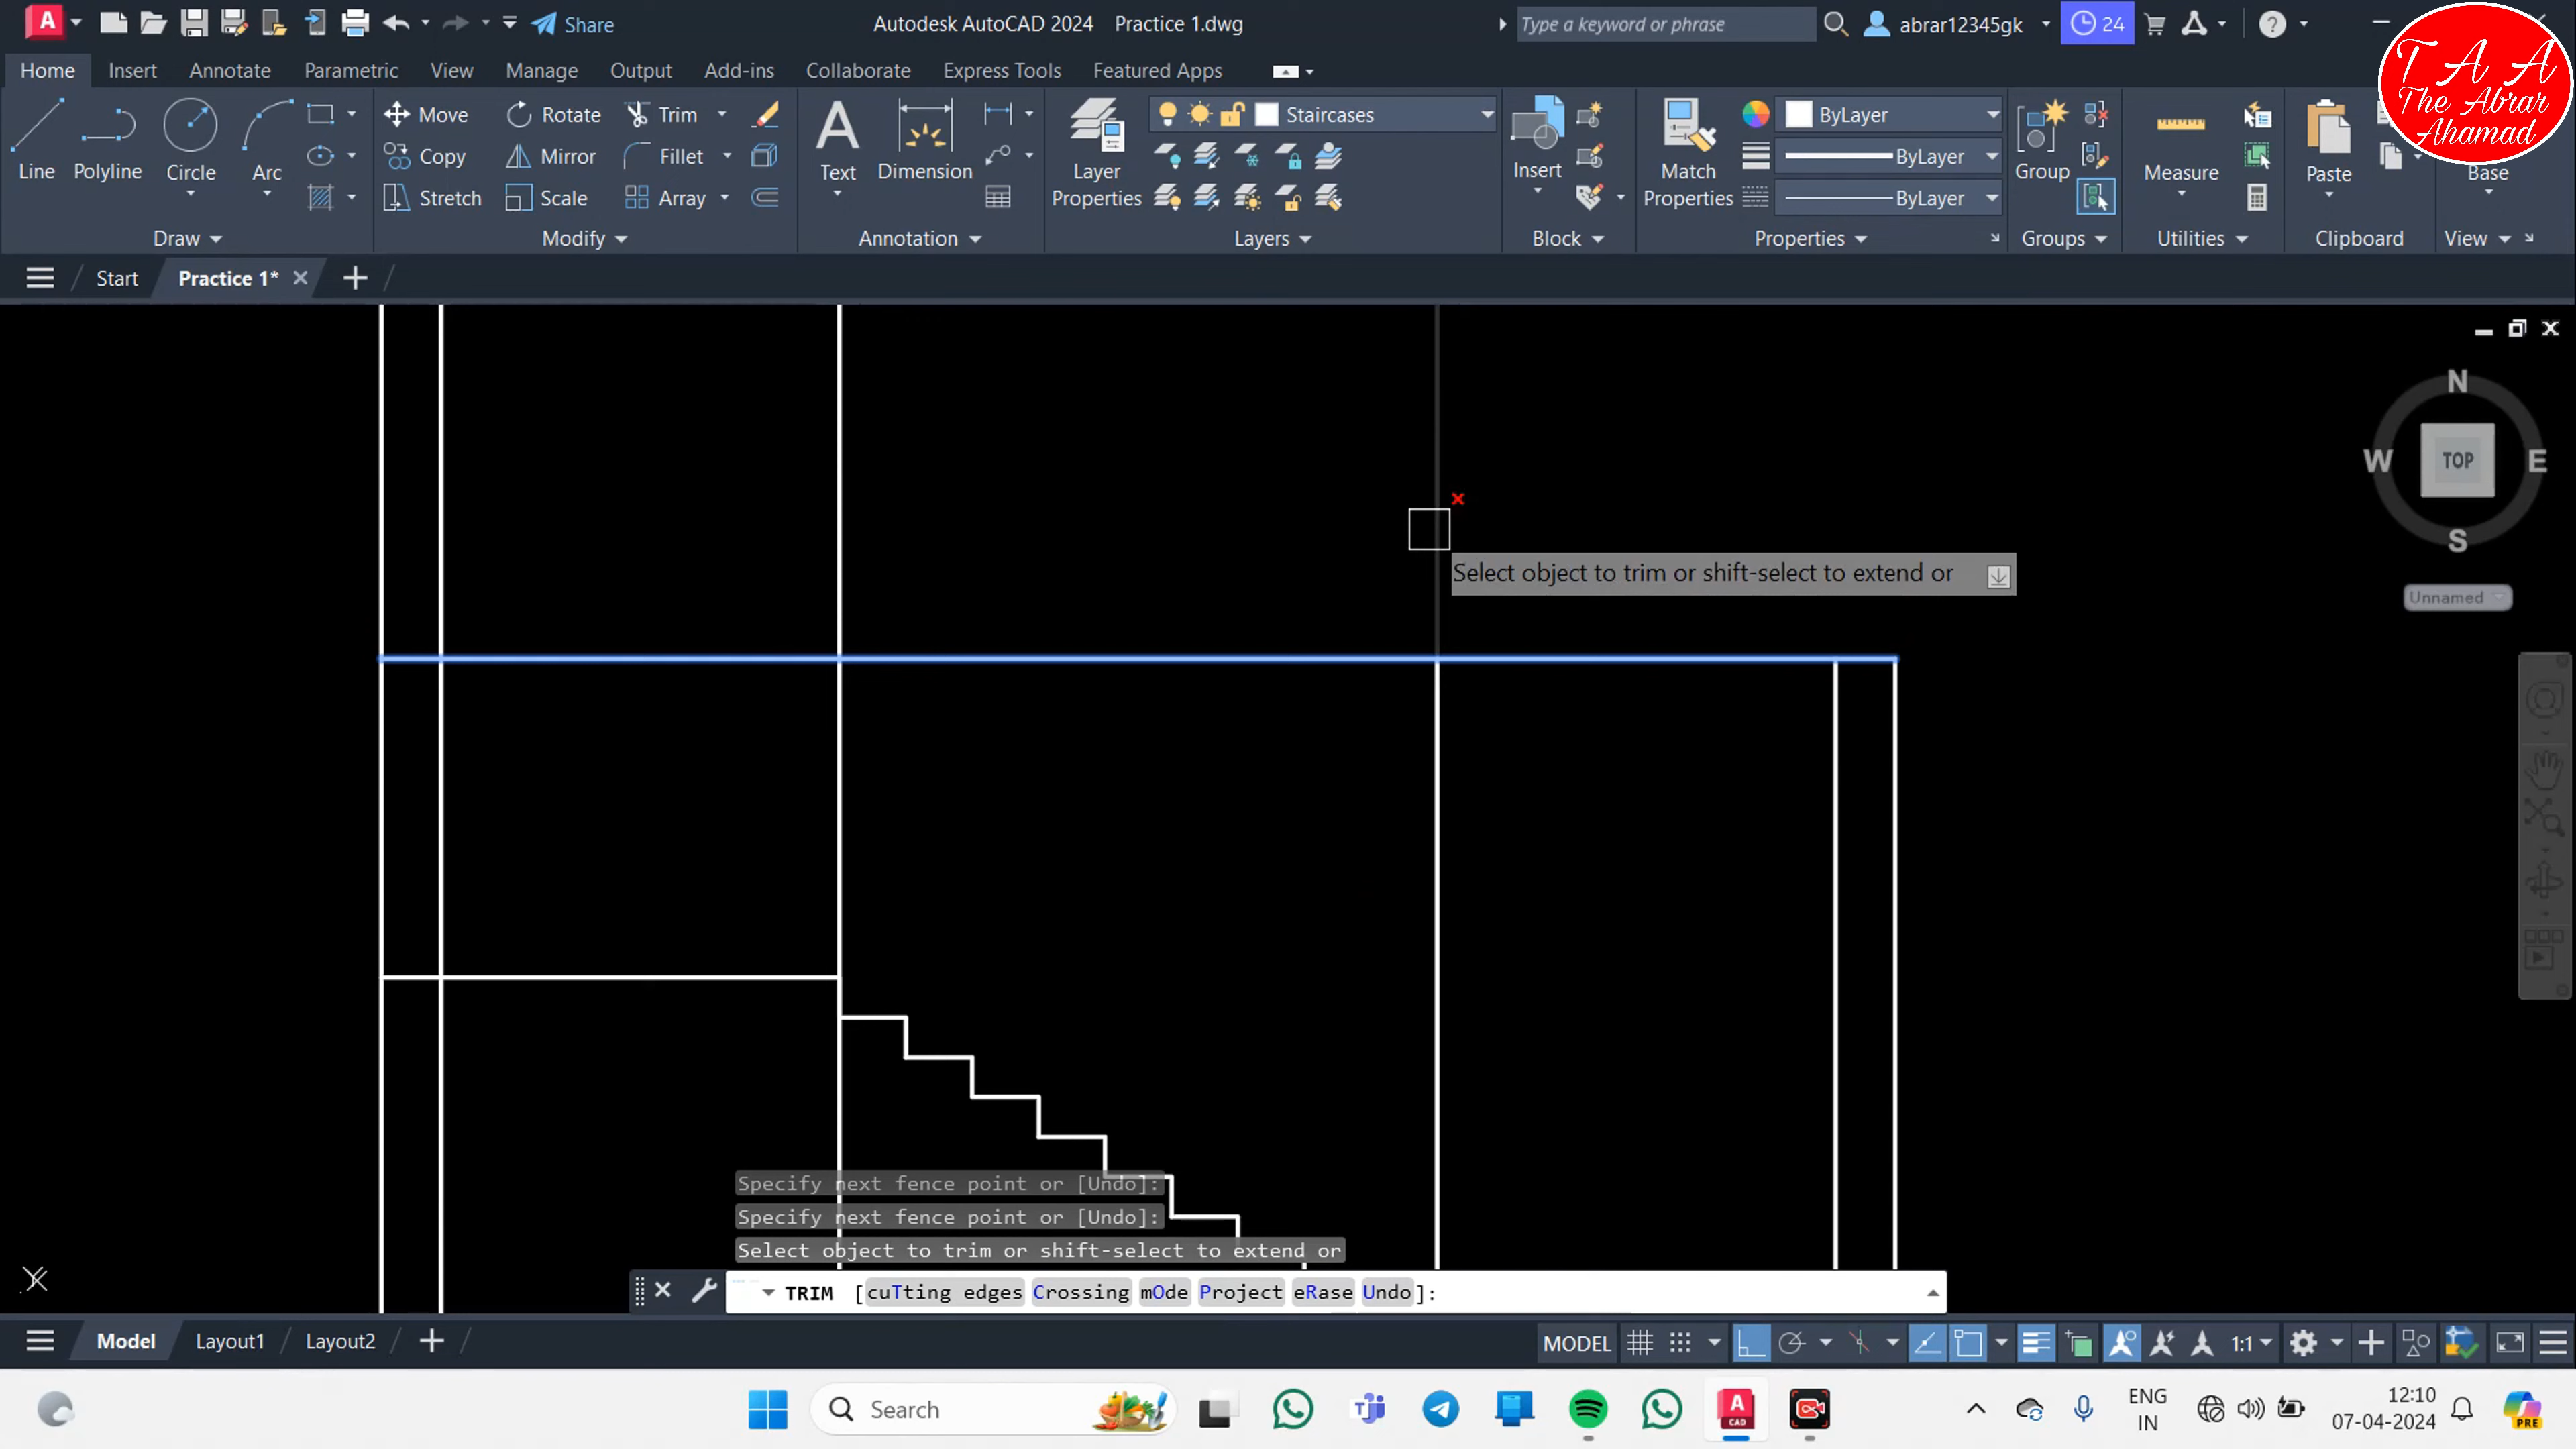 Share
Autodesk AutoCAD 2024 Practice 1.dwg
Type a keyword or phrase
abrar12345gk
24
T A A
The Abrar
Ahamad
Home Insert Annotate Parametric View Manage Output Add-ins Collaborate Express Tools Featured Apps
Line Polyline Circle Arc
Move Rotate Trim
Copy Mirror Fillet
Stretch Scale Array
Text Dimension
Layer
Properties
Staircases
Insert
Match
Properties
ByLayer
ByLayer
ByLayer
Group
Measure
Paste
Base
Draw Modify Annotation Layers Block Properties Groups Utilities Clipboard View
Start Practice 1*
N
W TOP E
S
Unnamed
Select object to trim or shift-select to extend or
Specify next fence point or [Undo]:
Specify next fence point or [Undo]:
Select object to trim or shift-select to extend or
TRIM [cuTting edges Crossing mOde Project eRase Undo]:
Model Layout1 Layout2
MODEL 1:1
Search
ENG
IN
12:10
07-04-2024
A
CAD
PRE